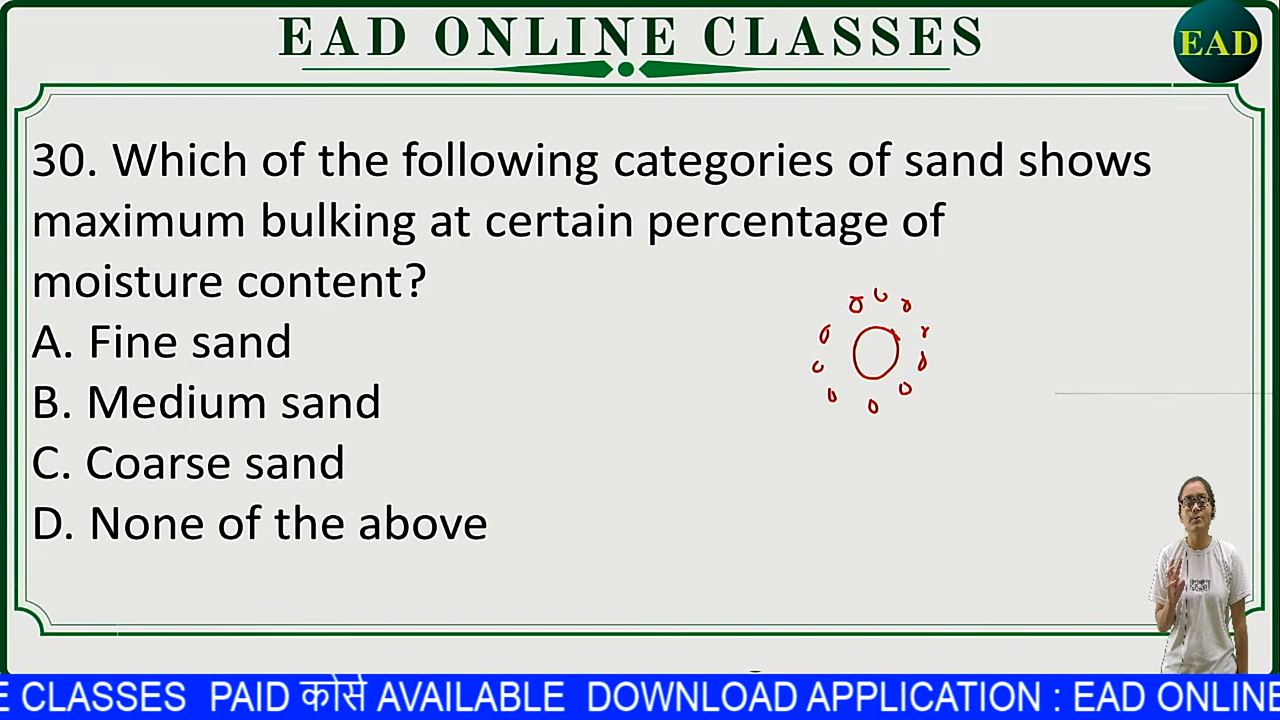 EAD ONLINE CLASSES
EAD
30. Which of the following categories of sand shows
maximum bulking at certain percentage of
moisture content?
A. Fine sand
B. Medium sand
C. Coarse sand
D. None of the above
E CLASSES PAID कोर्स AVAILABLE DOWNLOAD APPLICATION : EAD ONLINE